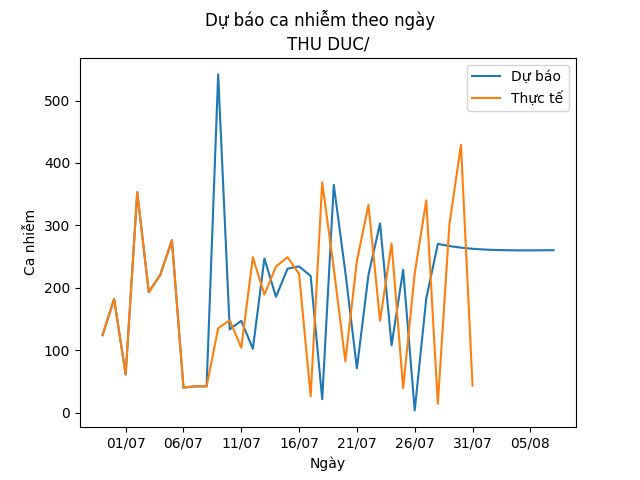 Dự báo ca nhiễm theo ngày
THU DUC/
Dự báo
Thực tế
Ca nhiễm
500
400
300
200
100
0
01/07 06/07 11/07 16/07 21/07 26/07 31/07 05/08
Ngày